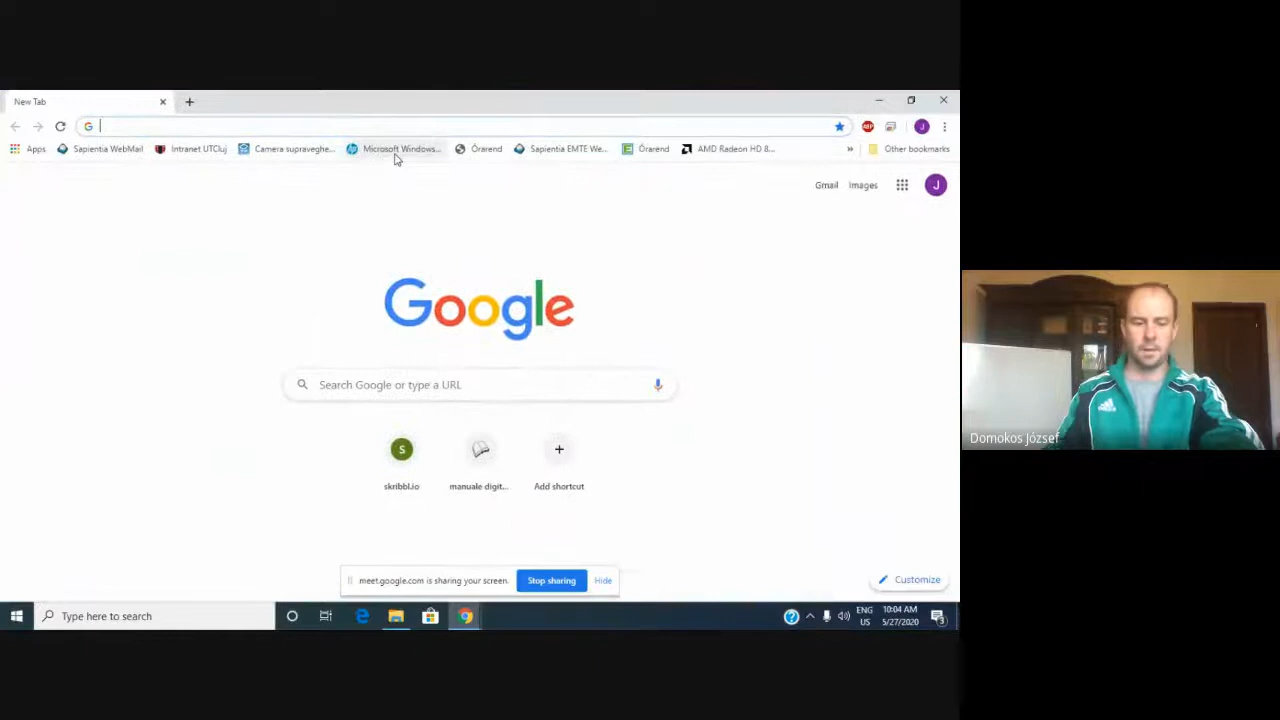 New Tab
G
Apps Sapientia WebMail Intranet UTCluj Camera supraveghe... Microsoft Windows... Órarend Sapientia EMTE We... Órarend AMD Radeon HD 8... » Other bookmarks
ABP
J
Gmail Images J
Google
Search Google or type a URL
S
skribbl.io manuale digit... Add shortcut
meet.google.com is sharing your screen. Stop sharing Hide
Customize
Type here to search
ENG
US
10:04 AM
5/27/2020
3
adidas
Domokos József